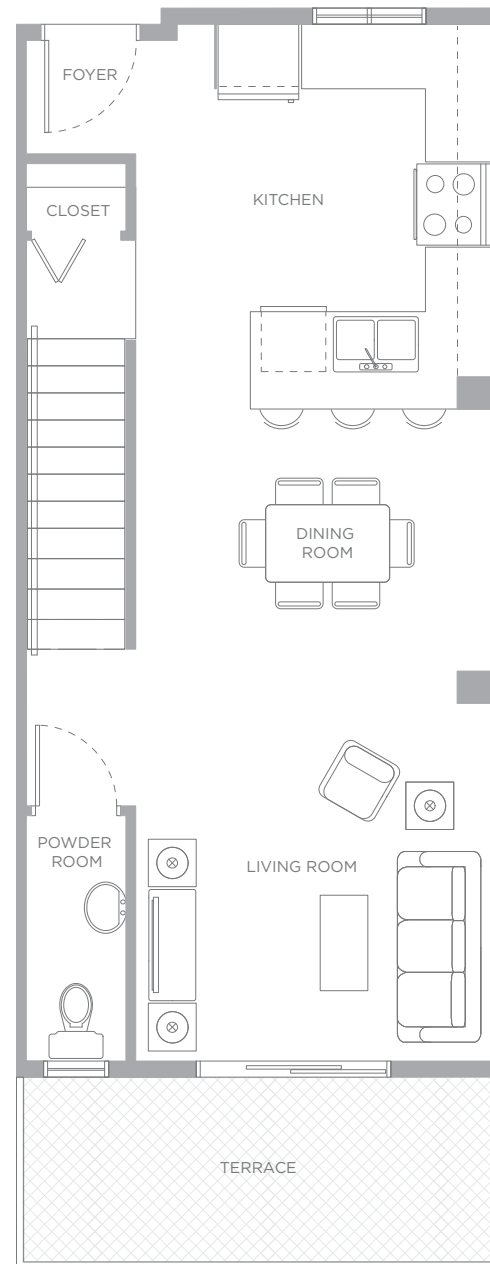 FOYER
CLOSET
KITCHEN
DINING
ROOM
POWDER
ROOM
LIVING ROOM
TERRACE